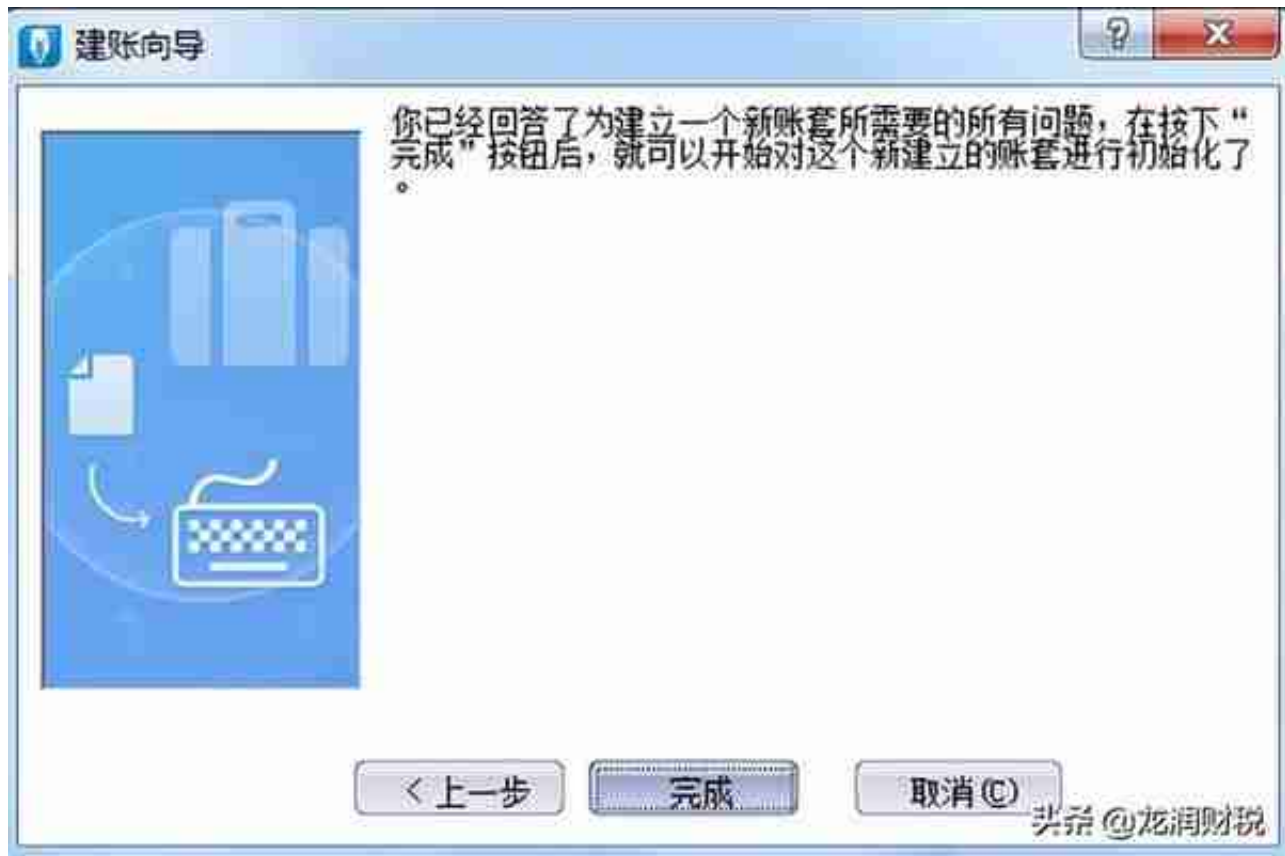 建账向导
你已经回答了为建立一个新账套所需要的所有问题，在按下“
完成”按钮后，就可以开始对这个新建立的账套进行初始化了
。
<上一步
完成
取消(C)
头条 @龙润财税